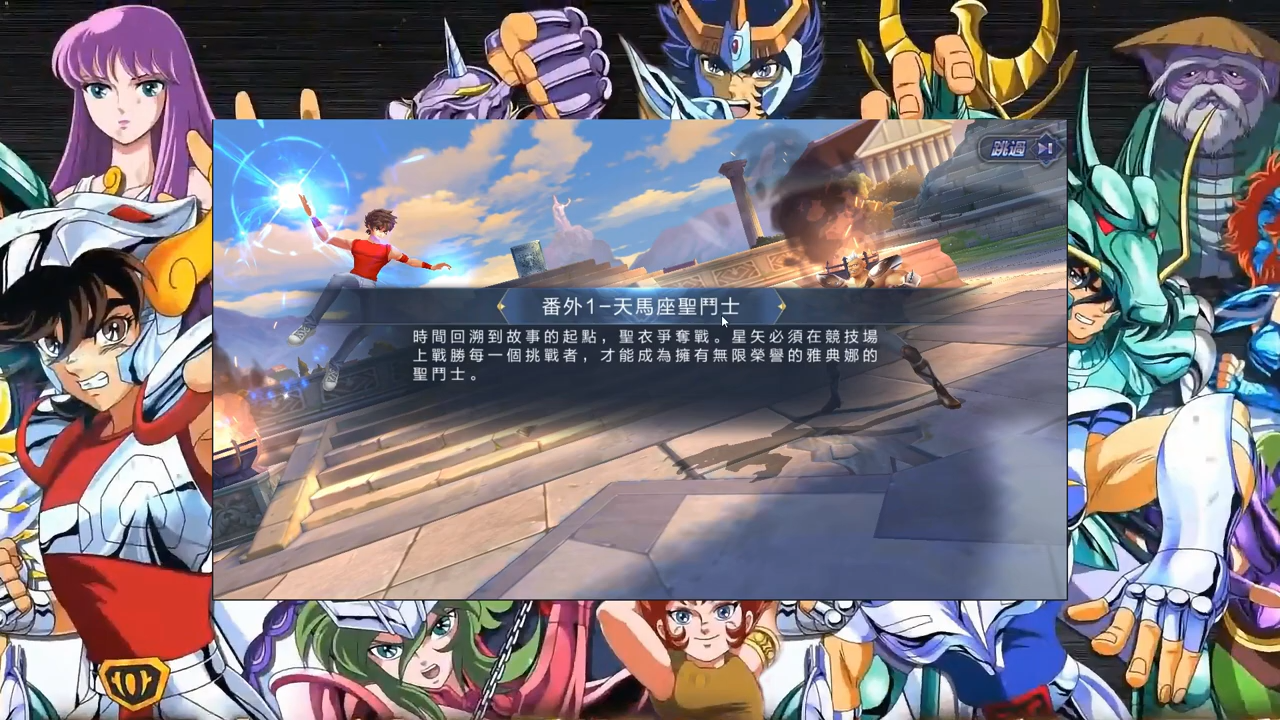 跳過
番外1-天馬座聖鬥士
時間回溯到故事的起點，聖衣爭奪戰。星矢必須在競技場
上戰勝每一個挑戰者，才能成為擁有無限榮譽的雅典娜的
聖鬥士。